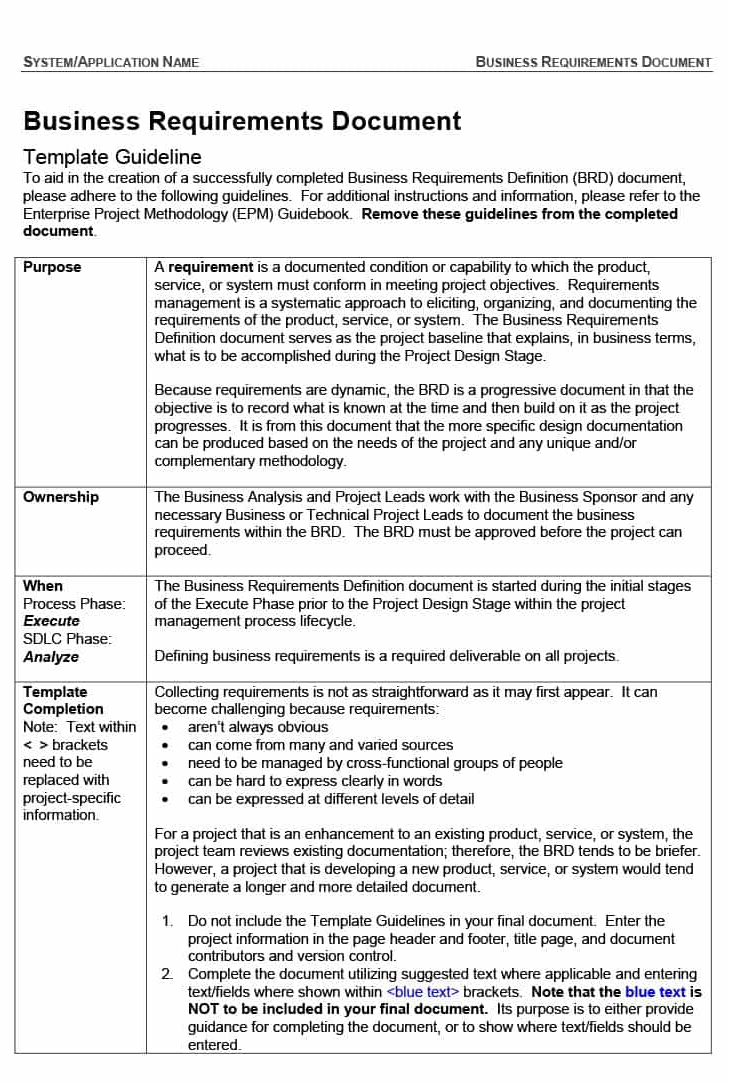 SYSTEM/APPLICATION NAME BUSINESS REQUIREMENTS DOCUMENT
Business Requirements Document
Template Guideline
To aid in the creation of a successfully completed Business Requirements Definition (BRD) document,
please adhere to the following guidelines. For additional instructions and information, please refer to the
Enterprise Project Methodology (EPM) Guidebook. Remove these guidelines from the completed
document.
Purpose
A requirement is a documented condition or capability to which the product,
service, or system must conform in meeting project objectives. Requirements
management is a systematic approach to eliciting, organizing, and documenting the
requirements of the product, service, or system. The Business Requirements
Definition document serves as the project baseline that explains, in business terms,
what is to be accomplished during the Project Design Stage.
Because requirements are dynamic, the BRD is a progressive document in that the
objective is to record what is known at the time and then build on it as the project
progresses. It is from this document that the more specific design documentation
can be produced based on the needs of the project and any unique and/or
complementary methodology.
Ownership
The Business Analysis and Project Leads work with the Business Sponsor and any
necessary Business or Technical Project Leads to document the business
requirements within the BRD. The BRD must be approved before the project can
proceed.
When
Process Phase:
Execute
SDLC Phase:
Analyze
The Business Requirements Definition document is started during the initial stages
of the Execute Phase prior to the Project Design Stage within the project
management process lifecycle.
Defining business requirements is a required deliverable on all projects.
Template
Completion
Note: Text within
< > brackets
need to be
replaced with
project-specific
information.
Collecting requirements is not as straightforward as it may first appear. It can
become challenging because requirements:
• aren't always obvious
• can come from many and varied sources
• need to be managed by cross-functional groups of people
• can be hard to express clearly in words
• can be expressed at different levels of detail
For a project that is an enhancement to an existing product, service, or system, the
project team reviews existing documentation; therefore, the BRD tends to be briefer.
However, a project that is developing a new product, service, or system would tend
to generate a longer and more detailed document.
1. Do not include the Template Guidelines in your final document. Enter the
project information in the page header and footer, title page, and document
contributors and version control.
2. Complete the document utilizing suggested text where applicable and entering
text/fields where shown within <blue text> brackets. Note that the blue text is
NOT to be included in your final document. Its purpose is to either provide
guidance for completing the document, or to show where text/fields should be
entered.